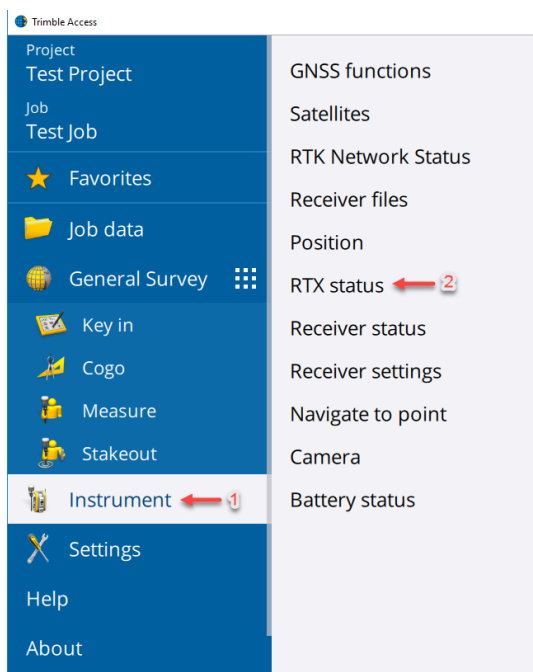 Trimble Access
Project
Test Project
Job
Test Job
Favorites
Job data
General Survey
Key in
Cogo
Measure
Stakeout
Instrument
1
Settings
Help
About
GNSS functions
Satellites
RTK Network Status
Receiver files
Position
RTX status
2
Receiver status
Receiver settings
Navigate to point
Camera
Battery status